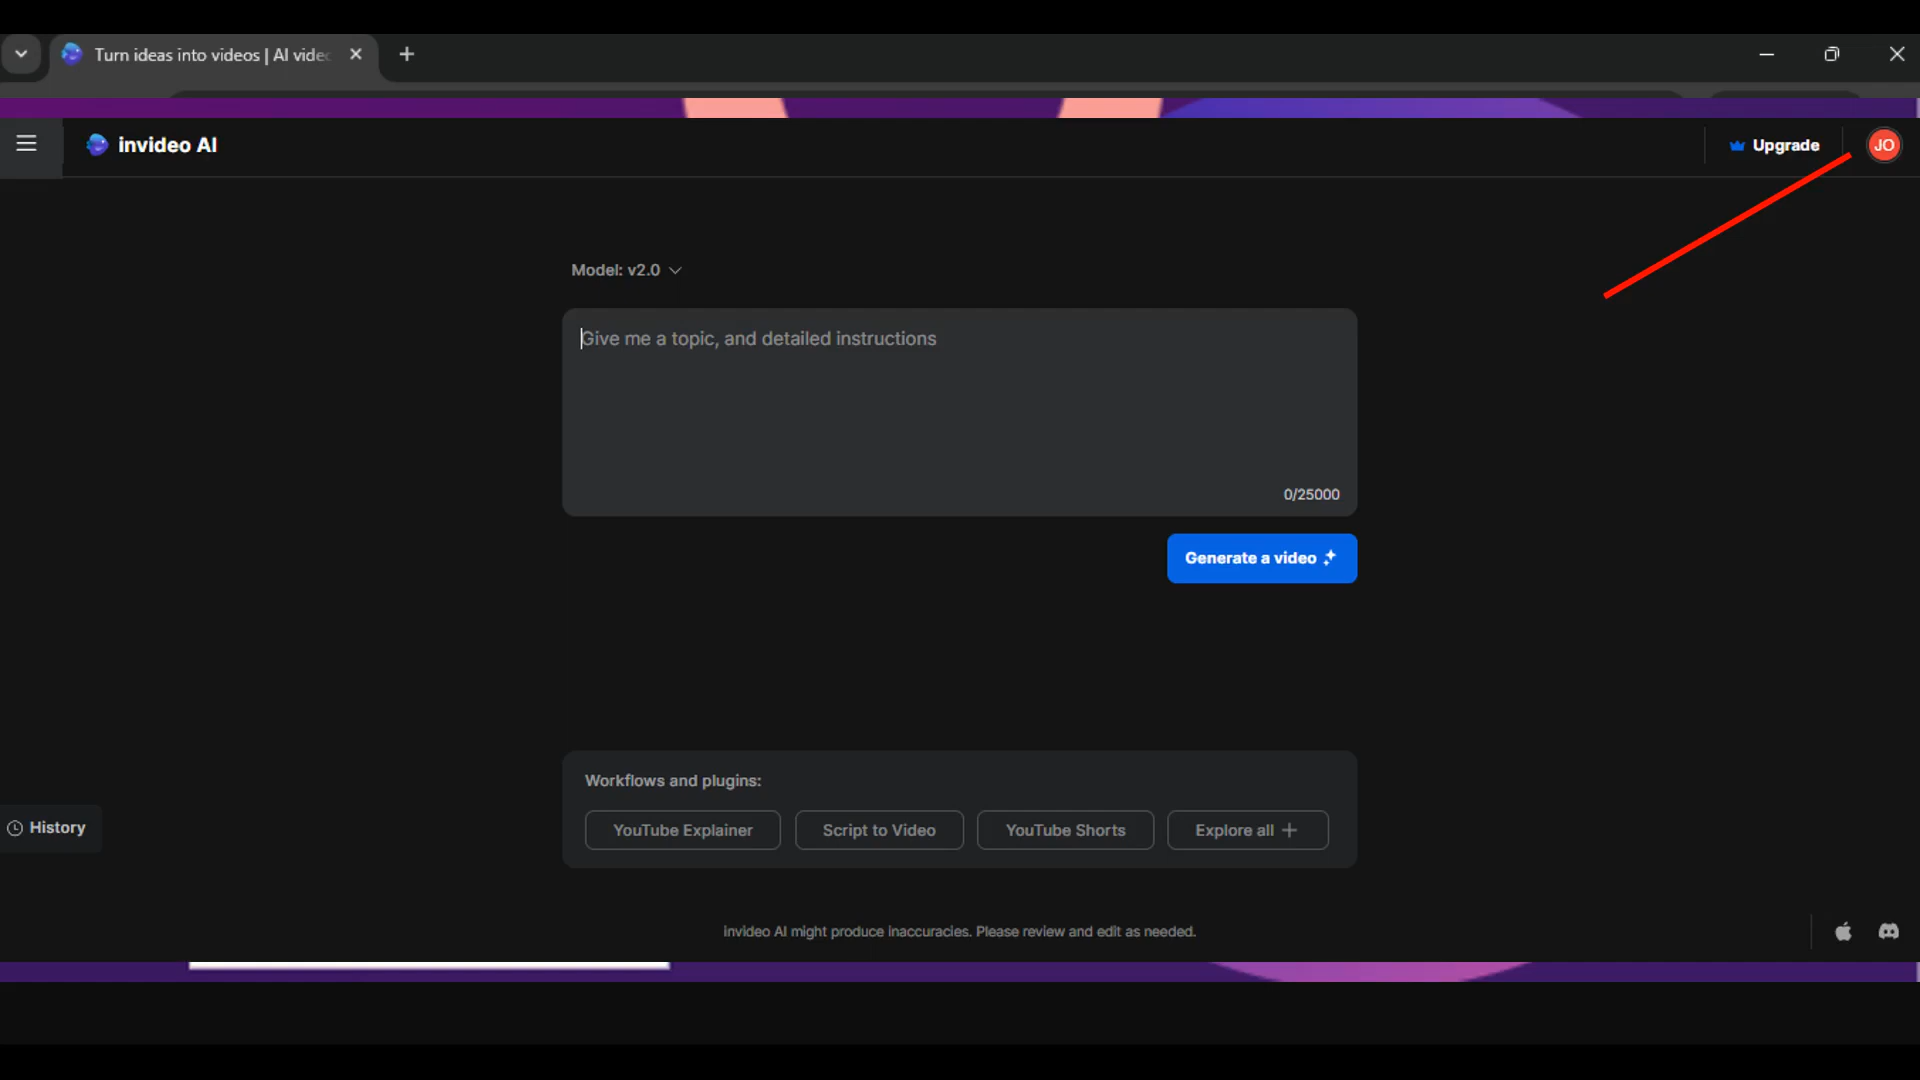 Turn ideas into videos | AI video
invideo AI
Upgrade
JO
Model: v2.0
Give me a topic, and detailed instructions
0/25000
Generate a video
Workflows and plugins:
YouTube Explainer
Script to Video
YouTube Shorts
Explore all +
History
invideo AI might produce inaccuracies. Please review and edit as needed.